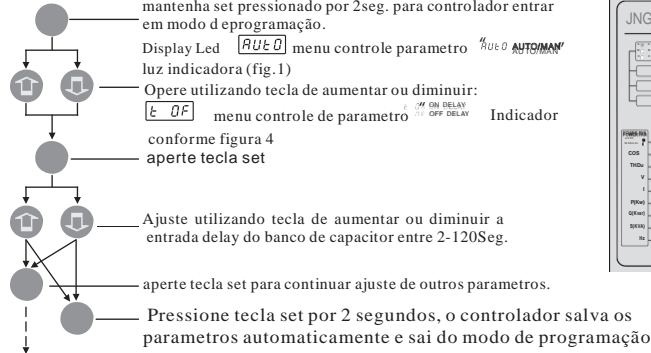 mantenha set pressionado por 2seg. para controlador entrar
em modo d eprogramação.
Display Led AUtO menu controle parametro "AUtO AUTO/MAN"
luz indicadora (fig.1)
Opere utilizando tecla de aumentar ou diminuir:
t OF menu controle de parametro ON DELAY OFF DELAY Indicador
conforme figura 4
aperte tecla set
Ajuste utilizando tecla de aumentar ou diminuir a
entrada delay do banco de capacitor entre 2-120Seg.
aperte tecla set para continuar ajuste de outros parametros.
Pressione tecla set por 2 segundos, o controlador salva os
parametros automaticamente e sai do modo de programação
JNG
COS
THDu
V
I
P(Kw)
Q(Kvar)
S(KVA)
Hz